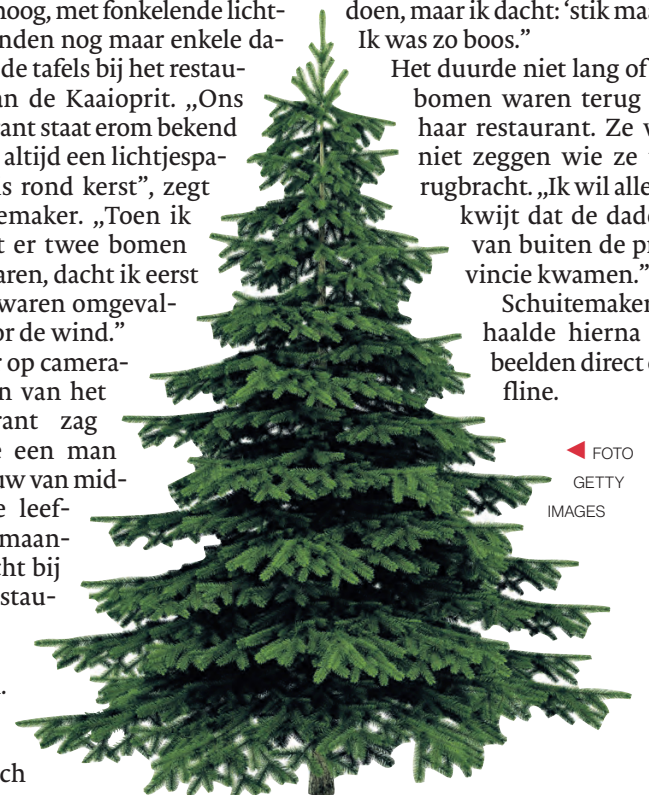 noog, met fonkelende licht-
nden nog maar enkele da-
de tafels bij het restau-
an de Kaaioprit. „Ons
rant staat erom bekend
altijd een lichtjespa-
s rond kerst”, zegt
emaker. „Toen ik
t er twee bomen
aren, dacht ik eerst
waren omgeval-
or de wind.”
r op camera-
n van het
rant zag
e een man
uw van mid-
e leef-
maan-
cht bij
stau-
ch
doen, maar ik dacht: ‘stik maa
Ik was zo boos.”
Het duurde niet lang of
bomen waren terug
haar restaurant. Ze
niet zeggen wie ze
rugbracht. „Ik wil alle
kwijt dat de dade
van buiten de pr
vincie kwamen.”
Schuitemaker
haalde hierna
beelden direct
fline.
FOTO
GETTY
IMAGES